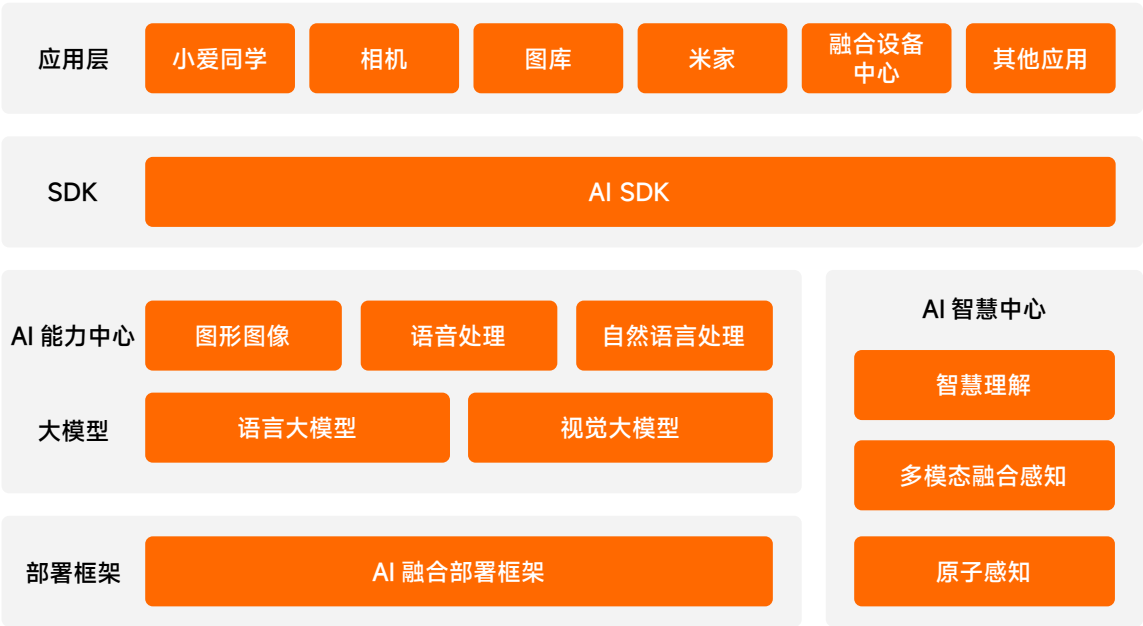 应用层
小爱同学
相机
图库
米家
融合设备
中心
其他应用
SDK
AI SDK
AI 能力中心
图形图像
语音处理
自然语言处理
大模型
语言大模型
视觉大模型
部署框架
AI 融合部署框架
AI 智慧中心
智慧理解
多模态融合感知
原子感知